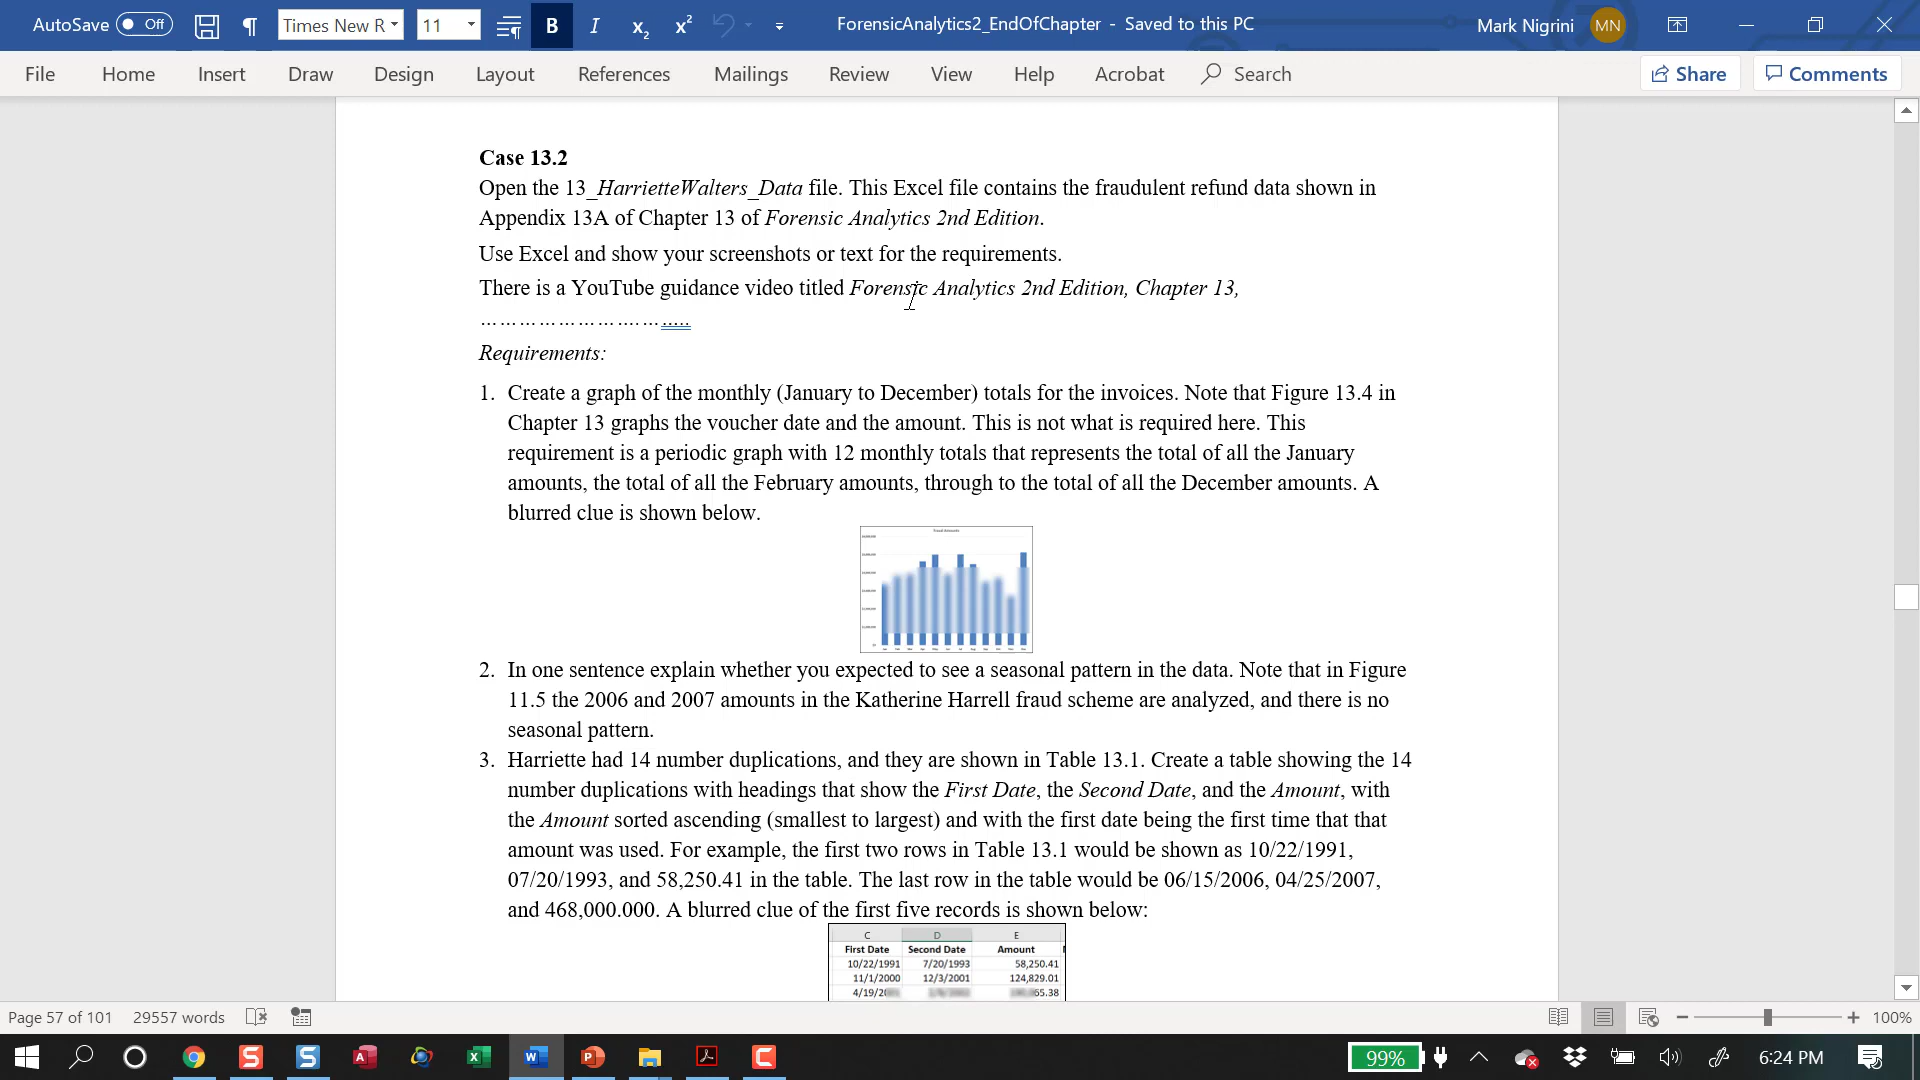 AutoSave Off Times New R 11 B I x₂ x² ForensicAnalytics2_EndOfChapter - Saved to this PC Mark Nigrini MN
File Home Insert Draw Design Layout References Mailings Review View Help Acrobat Search Share Comments
Case 13.2
Open the 13_HarrietteWalters_Data file. This Excel file contains the fraudulent refund data shown in
Appendix 13A of Chapter 13 of Forensic Analytics 2nd Edition.
Use Excel and show your screenshots or text for the requirements.
There is a YouTube guidance video titled Forensic Analytics 2nd Edition, Chapter 13,
…………………….….....
Requirements:
1. Create a graph of the monthly (January to December) totals for the invoices. Note that Figure 13.4 in
Chapter 13 graphs the voucher date and the amount. This is not what is required here. This
requirement is a periodic graph with 12 monthly totals that represents the total of all the January
amounts, the total of all the February amounts, through to the total of all the December amounts. A
blurred clue is shown below.
Fraud Amounts
2. In one sentence explain whether you expected to see a seasonal pattern in the data. Note that in Figure
11.5 the 2006 and 2007 amounts in the Katherine Harrell fraud scheme are analyzed, and there is no
seasonal pattern.
3. Harriette had 14 number duplications, and they are shown in Table 13.1. Create a table showing the 14
number duplications with headings that show the First Date, the Second Date, and the Amount, with
the Amount sorted ascending (smallest to largest) and with the first date being the first time that that
amount was used. For example, the first two rows in Table 13.1 would be shown as 10/22/1991,
07/20/1993, and 58,250.41 in the table. The last row in the table would be 06/15/2006, 04/25/2007,
and 468,000.000. A blurred clue of the first five records is shown below:
C D E
First Date Second Date Amount
10/22/1991 7/20/1993 58,250.41
11/1/2000 12/3/2001 124,829.01
Page 57 of 101 29557 words 100%
99% 6:24 PM